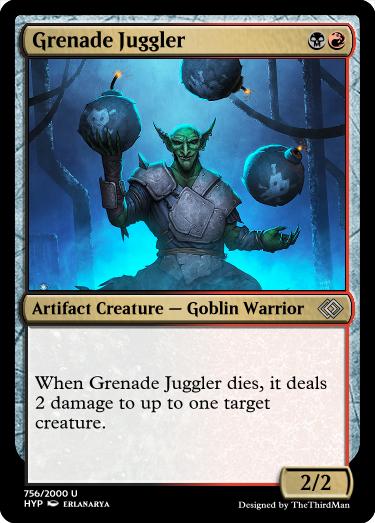 Grenade Juggler
Artifact Creature — Goblin Warrior
When Grenade Juggler dies, it deals
2 damage to up to one target
creature.
2/2
756/2000 U
HYP ERLANARYA
Designed by TheThirdMan